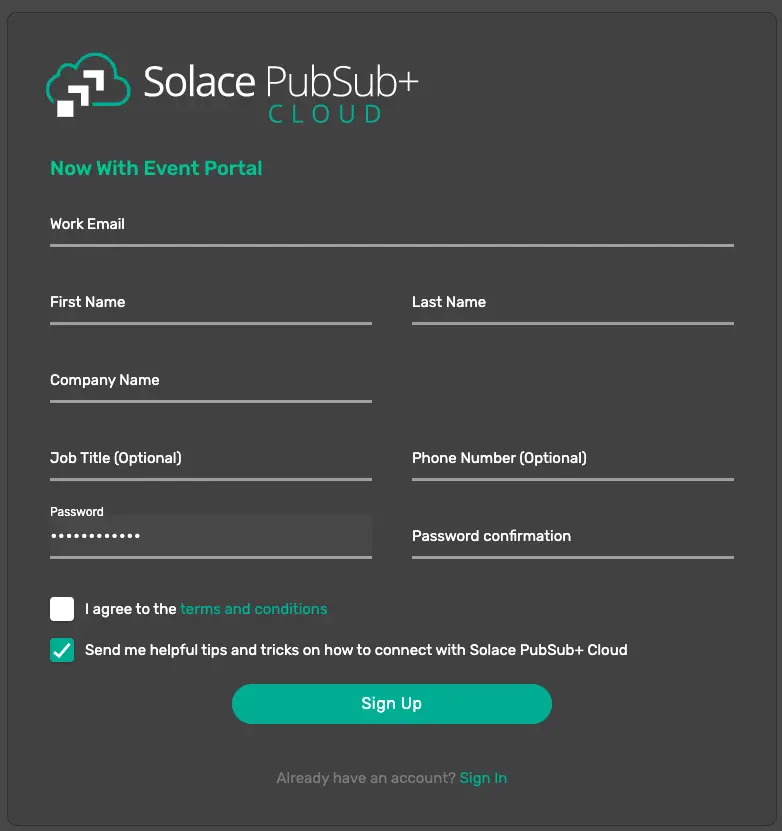 Solace PubSub+
CLOUD
Now With Event Portal
Work Email
First Name
Last Name
Company Name
Job Title (Optional)
Phone Number (Optional)
Password
••••••••••••
Password confirmation
I agree to the terms and conditions
Send me helpful tips and tricks on how to connect with Solace PubSub+ Cloud
Sign Up
Already have an account? Sign In